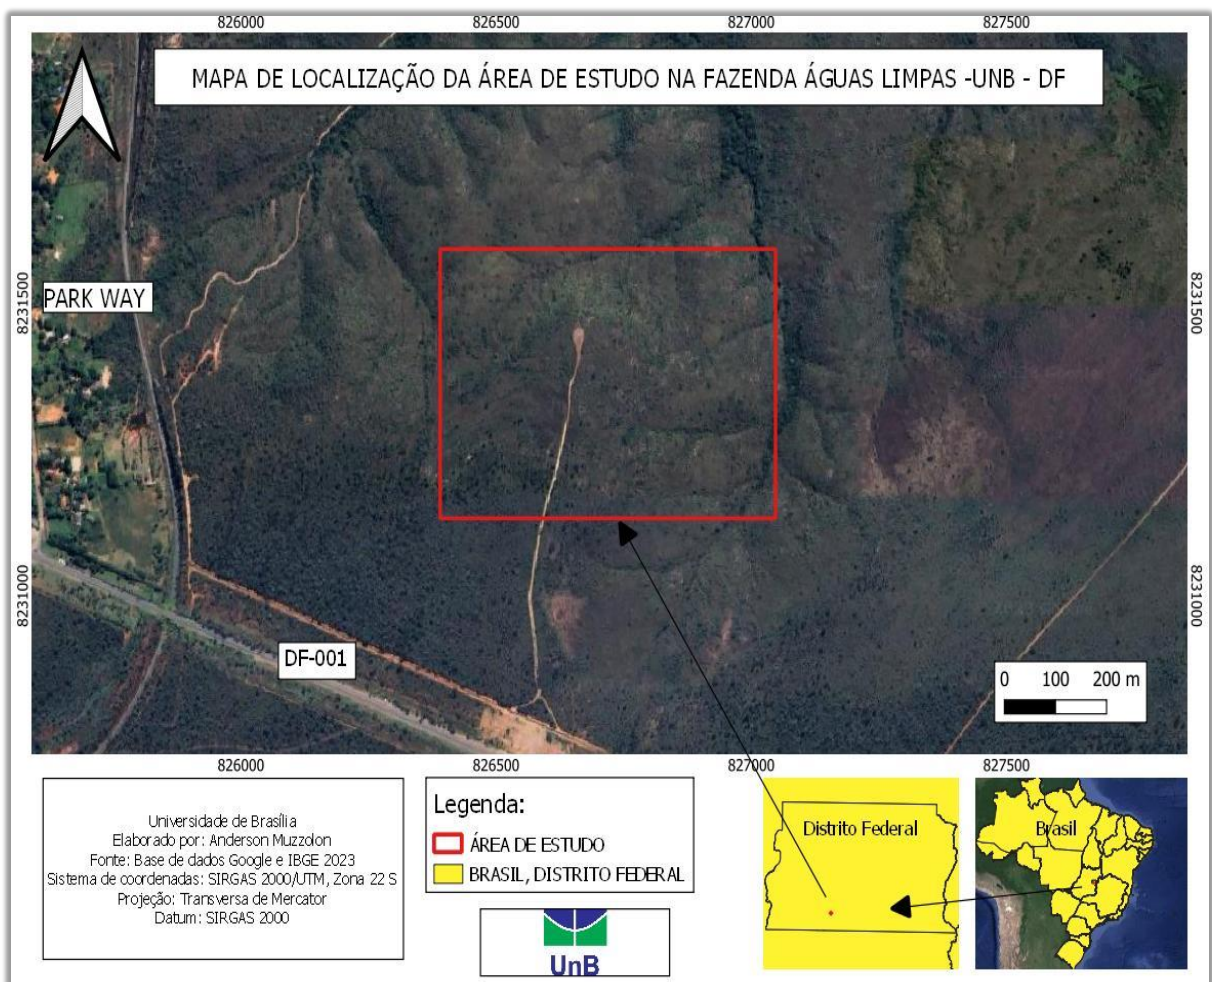 826000
826500
827000
827500
MAPA DE LOCALIZAÇÃO DA ÁREA DE ESTUDO NA FAZENDA ÁGUAS LIMPAS -UNB - DF
8231500
PARK WAY
8231500
8231000
8231000
DF-001
0 100 200 m
826000
826500
827000
827500
Universidade de Brasília
Elaborado por: Anderson Muzzolon
Fonte: Base de dados Google e IBGE 2023
Sistema de coordenadas: SIRGAS 2000/UTM, Zona 22 S
Projeção: Transversa de Mercator
Datum: SIRGAS 2000
Legenda:
ÁREA DE ESTUDO
BRASIL, DISTRITO FEDERAL
UnB
Distrito Federal
Brasil